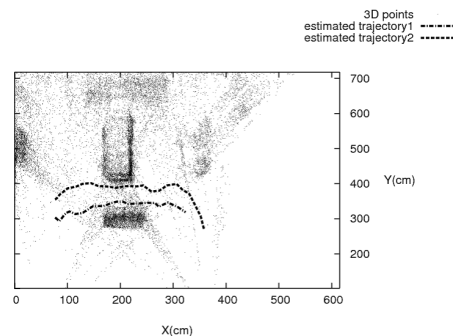 3D points
estimated trajectory1
estimated trajectory2
700
600
500
400
300
200
Y(cm)
0 100 200 300 400 500 600
X(cm)